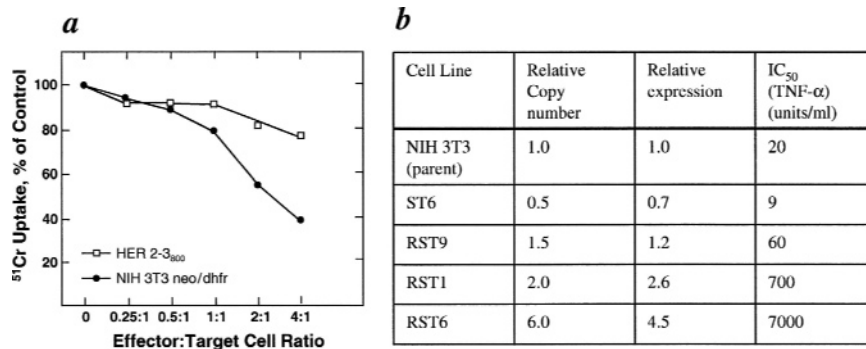 a
b
⁵¹Cr Uptake, % of Control
100
80
60
40
20
HER 2-3₈₀₀
NIH 3T3 neo/dhfr
0 0.25:1 0.5:1 1:1 2:1 4:1
Effector:Target Cell Ratio
Cell Line Relative Copy number Relative expression IC₅₀ (TNF-α) (units/ml)
NIH 3T3 (parent) 1.0 1.0 20
ST6 0.5 0.7 9
RST9 1.5 1.2 60
RST1 2.0 2.6 700
RST6 6.0 4.5 7000